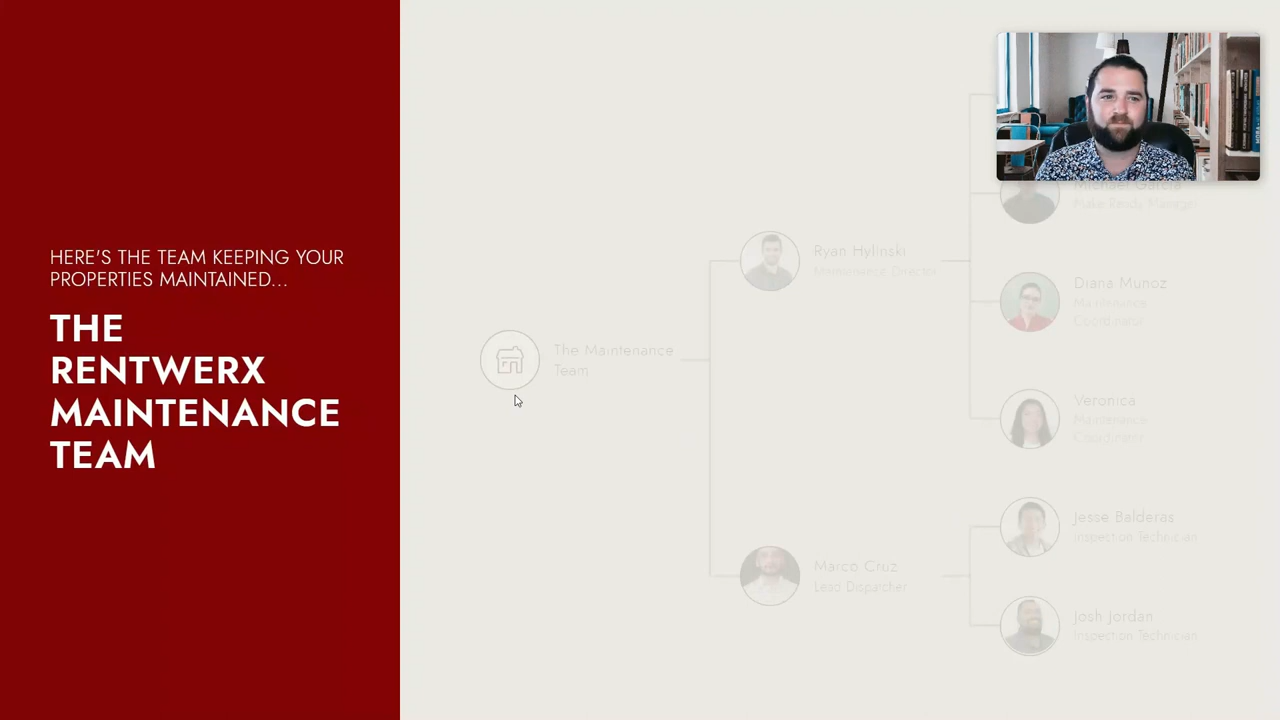 HERE'S THE TEAM KEEPING YOUR
PROPERTIES MAINTAINED...
THE
RENTWERX
MAINTENANCE
TEAM
The Maintenance
Team
Ryan Hylinski
Maintenance Director
Marco Cruz
Lead Dispatcher
Michael Garcia
Make Ready Manager
Diana Munoz
Maintenance
Coordinator
Veronica
Maintenance
Coordinator
Jesse Balderas
Inspection Technician
Josh Jordan
Inspection Technician